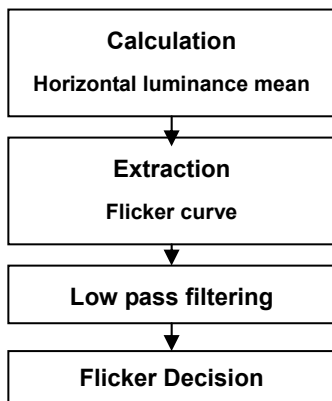 Calculation
Horizontal luminance mean
Extraction
Flicker curve
Low pass filtering
Flicker Decision